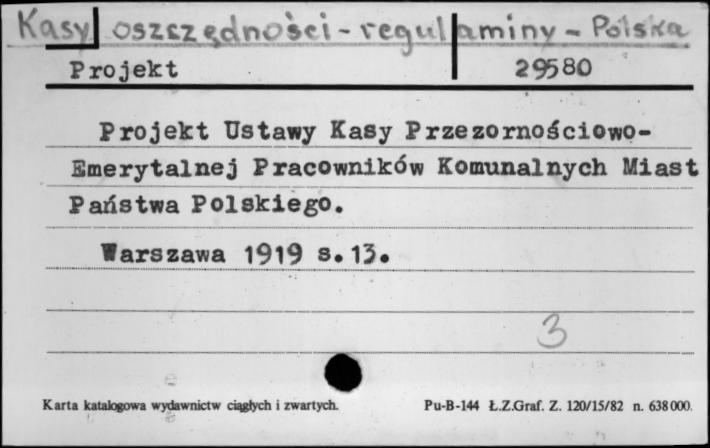 Kasy oszczędności - regulaminy - Polska
Projekt 29580
Projekt Ustawy Kasy Przezornościowo-
Emerytalnej Pracowników Komunalnych Miast
Państwa Polskiego.
Warszawa 1919 s. 13.
3
Karta katalogowa wydawnictw ciągłych i zwartych. Pu-B-144 Ł.Z.Graf. Z. 120/15/82 n. 638000.